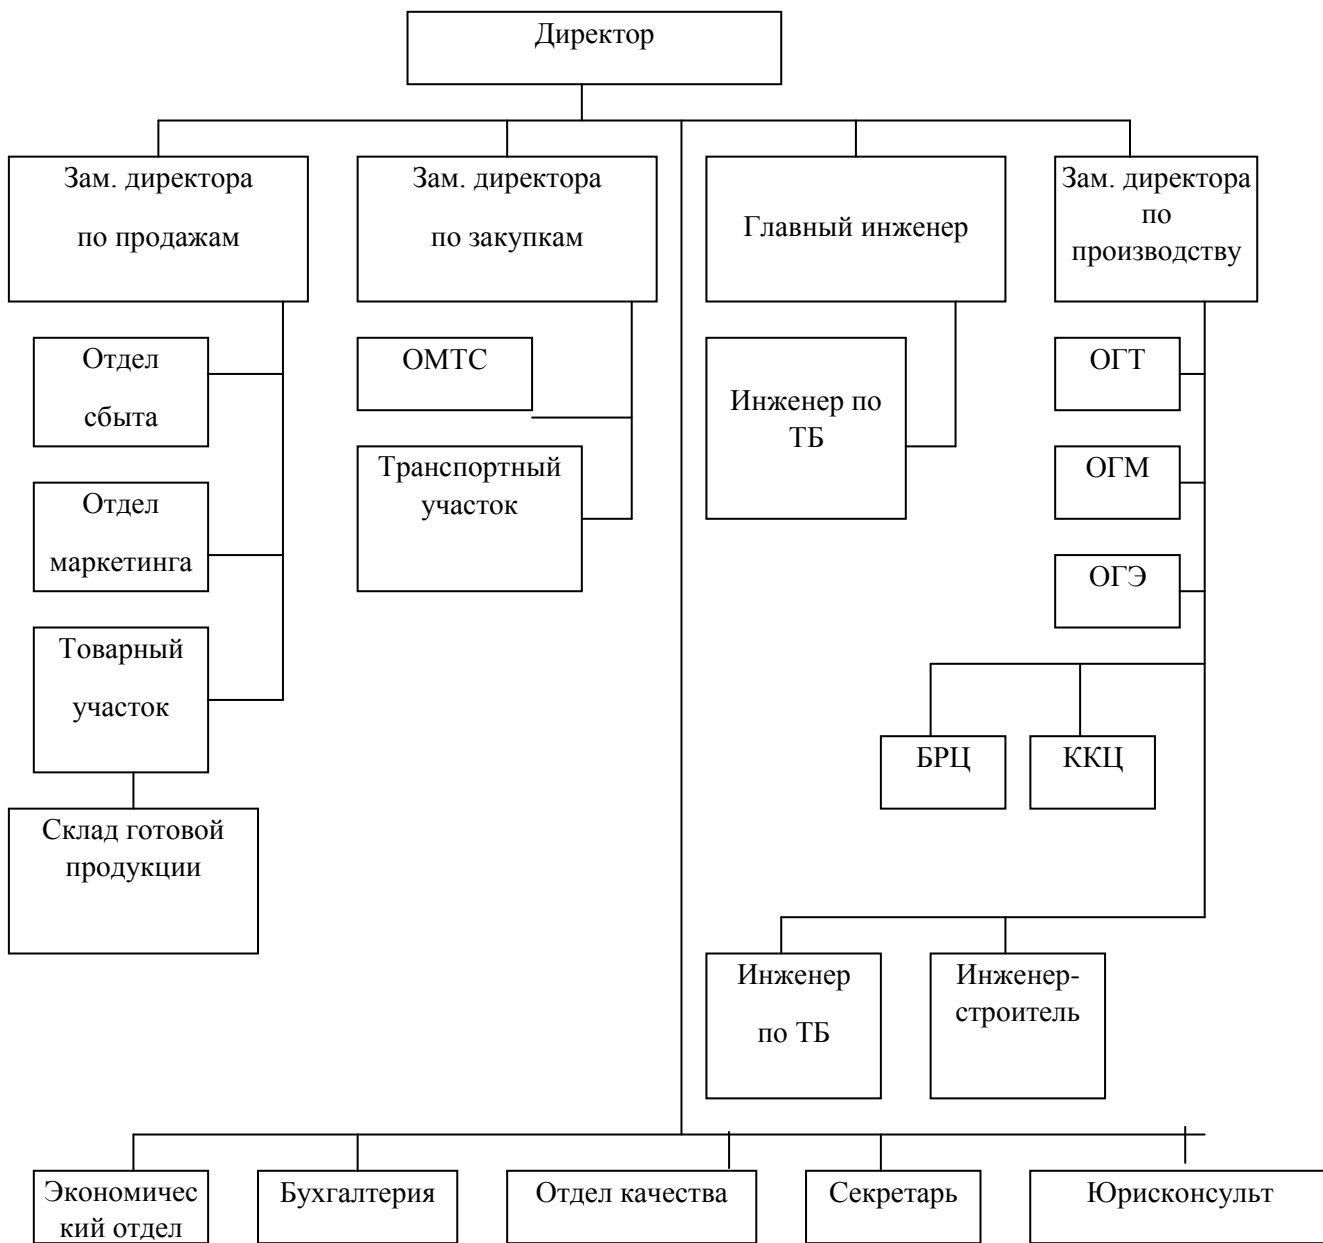 Директор
Зам. директора
по продажам
Зам. директора
по закупкам
Главный инженер
Зам. директора
по
производству
Отдел
сбыта
ОМТС
Инженер по
ТБ
ОГТ
Транспортный
участок
ОГМ
Отдел
маркетинга
ОГЭ
Товарный
участок
БРЦ
ККЦ
Склад готовой
продукции
Инженер
по ТБ
Инженер-
строитель
Экономичес
кий отдел
Бухгалтерия
Отдел качества
Секретарь
Юрисконсульт